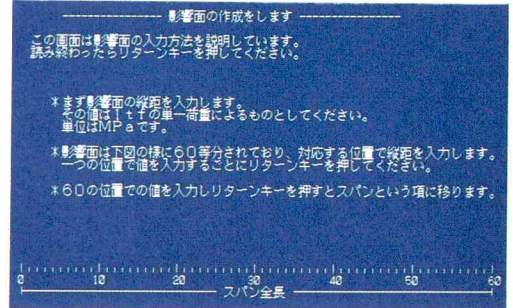 影響面の作成をします
この画面は影響面の入力方法を説明しています。
読み終わったらリターンキーを押してください。
*まず影響面の縦距を入力します。
その値は1tfの単一荷重によるものとしてください。
単位はMPaです。
*影響面は下図の様に60等分されており、対応する位置で縦距を入力します。
一つの位置で値を入力するごとにリターンキーを押してください。
*60の位置での値を入力しリターンキーを押すとスパンという項に移ります。
0 10 20 30 40 50 60
スパン全長